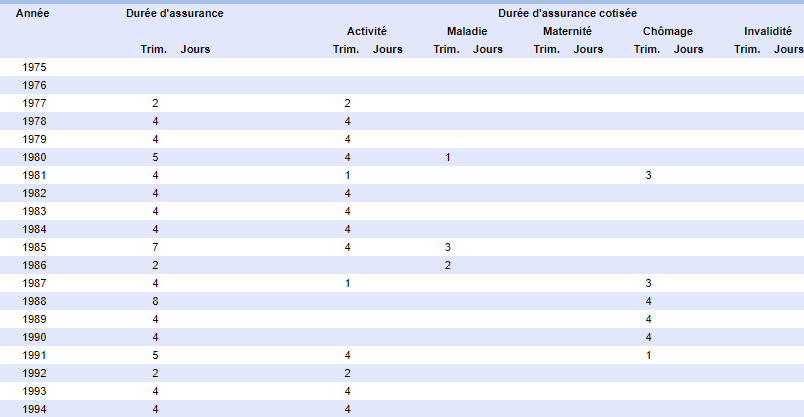 Année Durée d'assurance Durée d'assurance cotisée
Activité Maladie Maternité Chômage Invalidité
Trim. Jours Trim. Jours Trim. Jours Trim. Jours Trim. Jours Trim. Jours
1975
1976
1977 2 2
1978 4 4
1979 4 4
1980 5 4 1
1981 4 1 3
1982 4 4
1983 4 4
1984 4 4
1985 7 4 3
1986 2 2
1987 4 1 3
1988 8 4
1989 4 4
1990 4 4
1991 5 4 1
1992 2 2
1993 4 4
1994 4 4